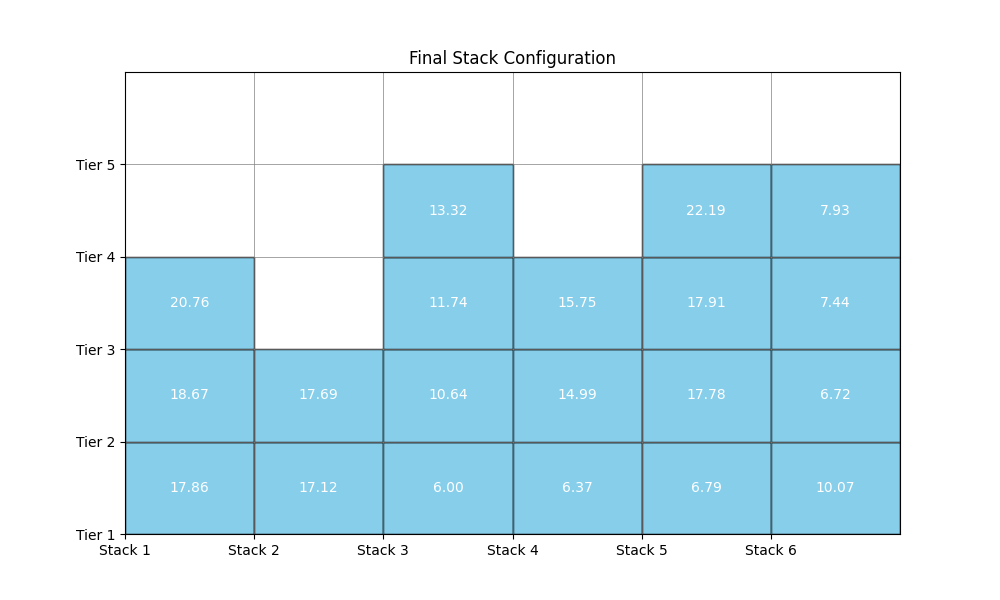 Final Stack Configuration
Tier 5
13.32 22.19 7.93
Tier 4
20.76 11.74 15.75 17.91 7.44
Tier 3
18.67 17.69 10.64 14.99 17.78 6.72
Tier 2
17.86 17.12 6.00 6.37 6.79 10.07
Tier 1
Stack 1 Stack 2 Stack 3 Stack 4 Stack 5 Stack 6